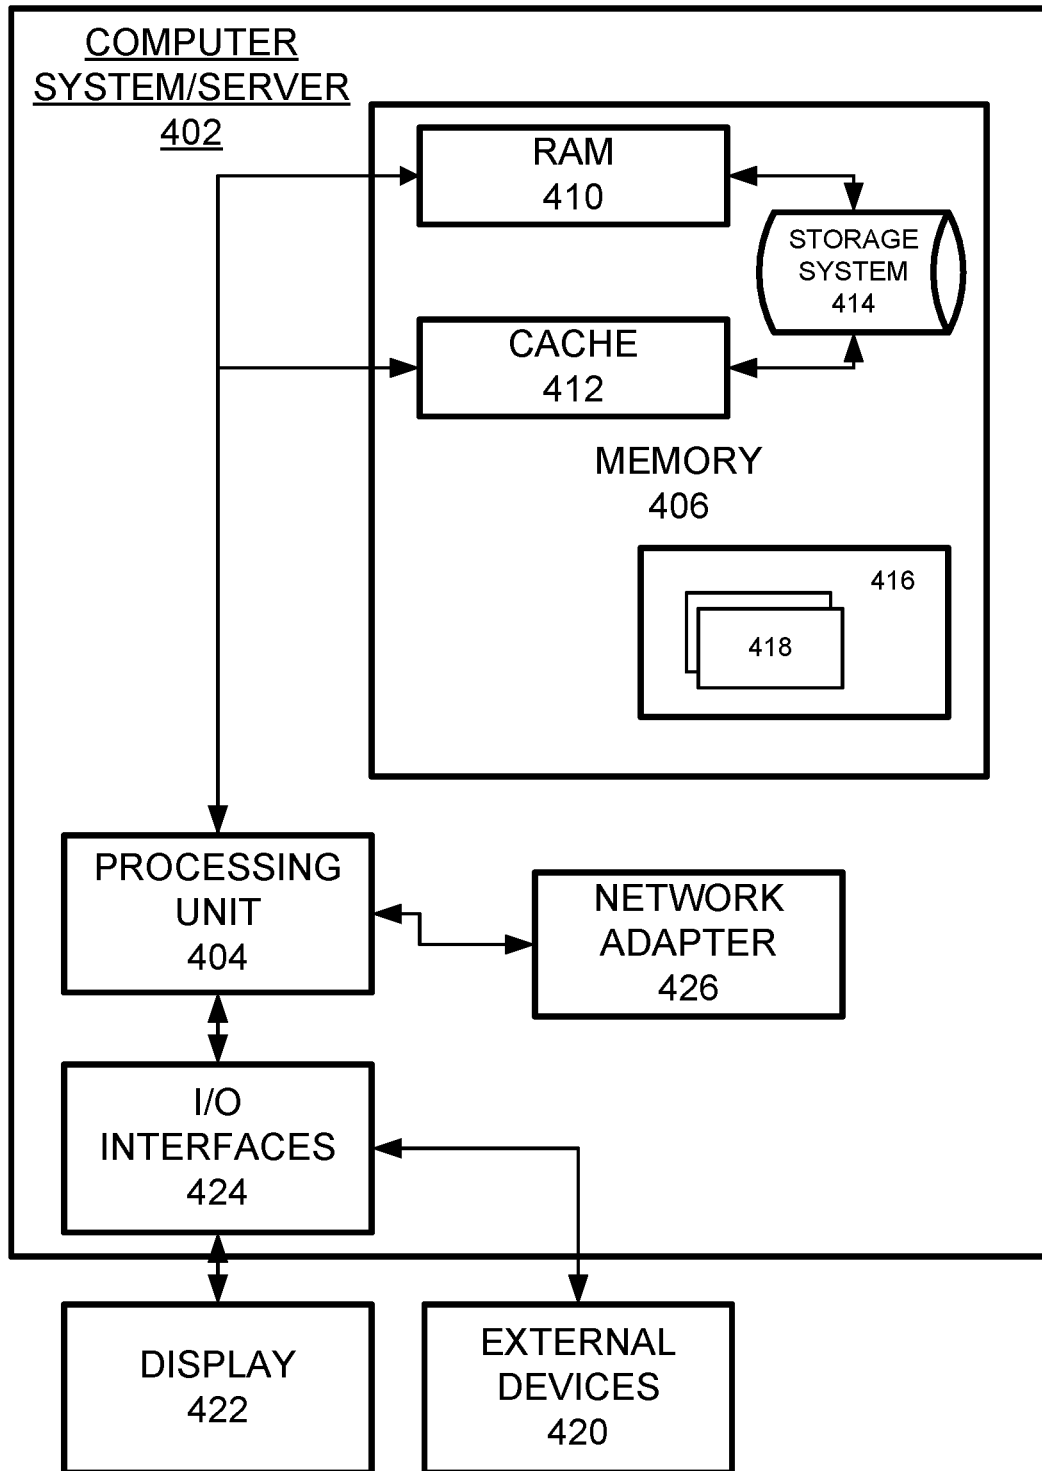 COMPUTER
SYSTEM/SERVER
402
RAM
410
STORAGE
SYSTEM
414
CACHE
412
MEMORY
406
416
418
PROCESSING
UNIT
404
NETWORK
ADAPTER
426
I/O
INTERFACES
424
DISPLAY
422
EXTERNAL
DEVICES
420